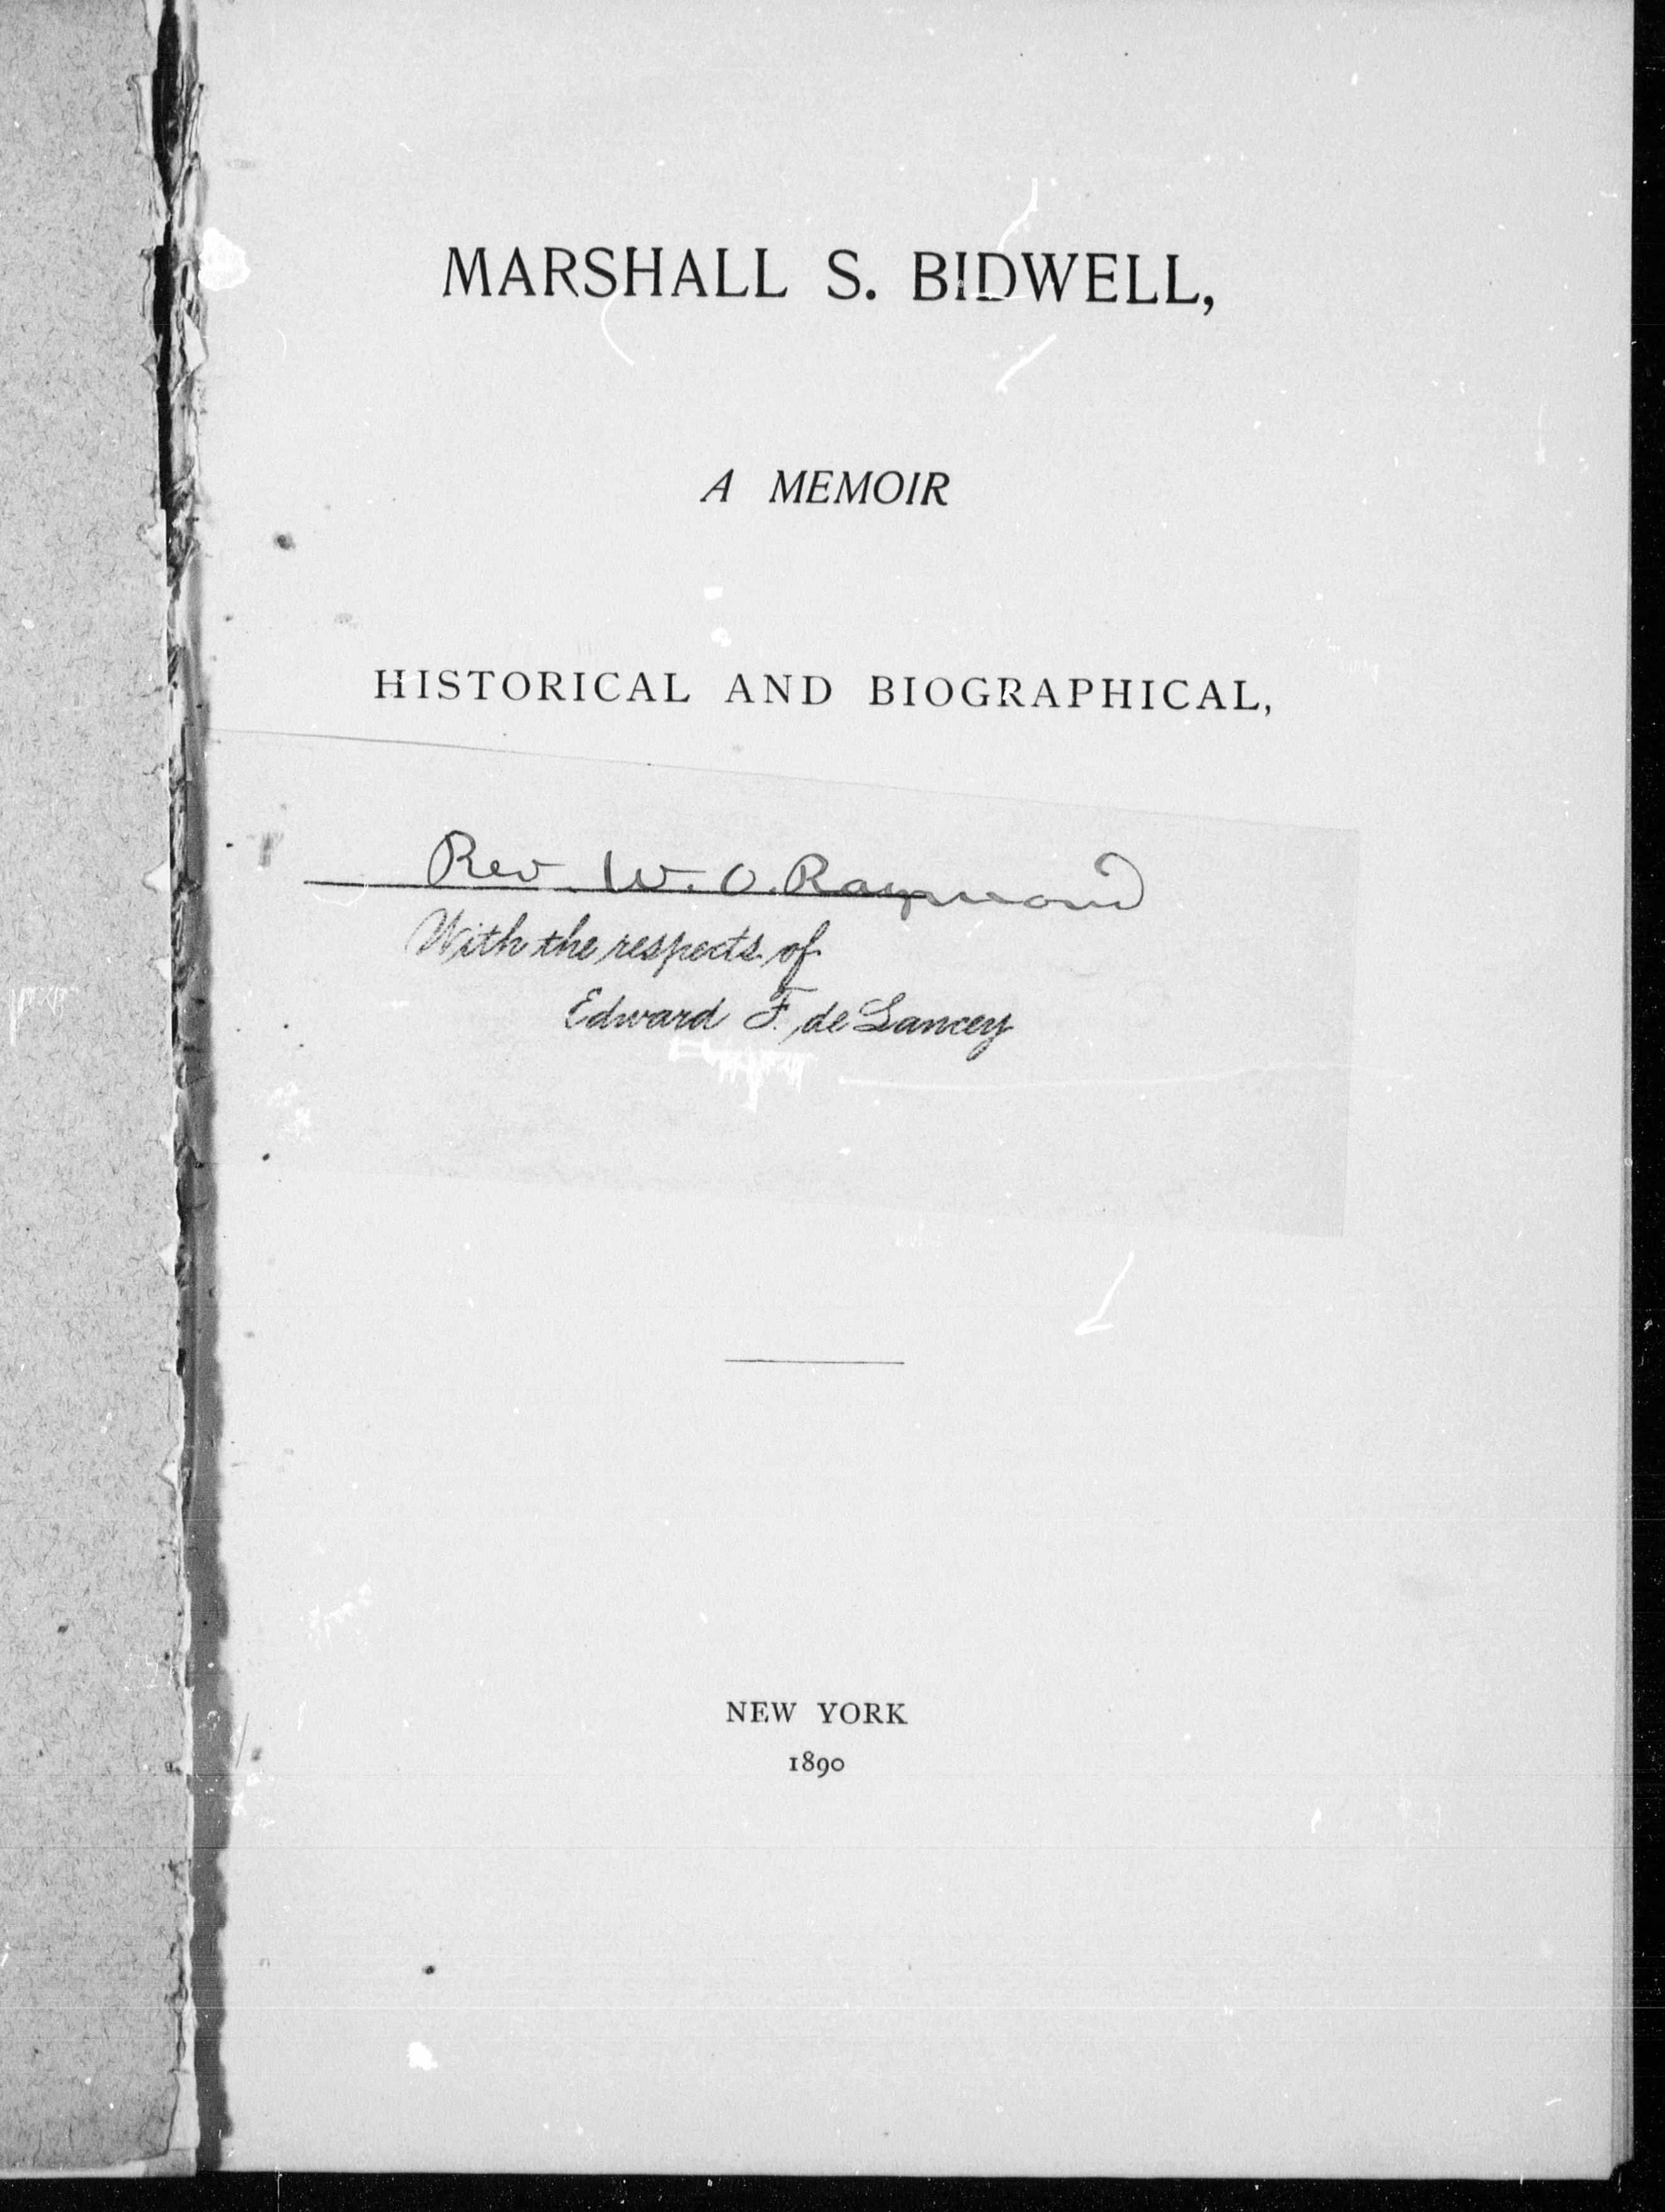 MARSHALL S. BIDWELL,
A MEMOIR
HISTORICAL AND BIOGRAPHICAL,
Rev. W. O. Raymond
With the respects of
Edward F. de Lancey
NEW YORK
1890